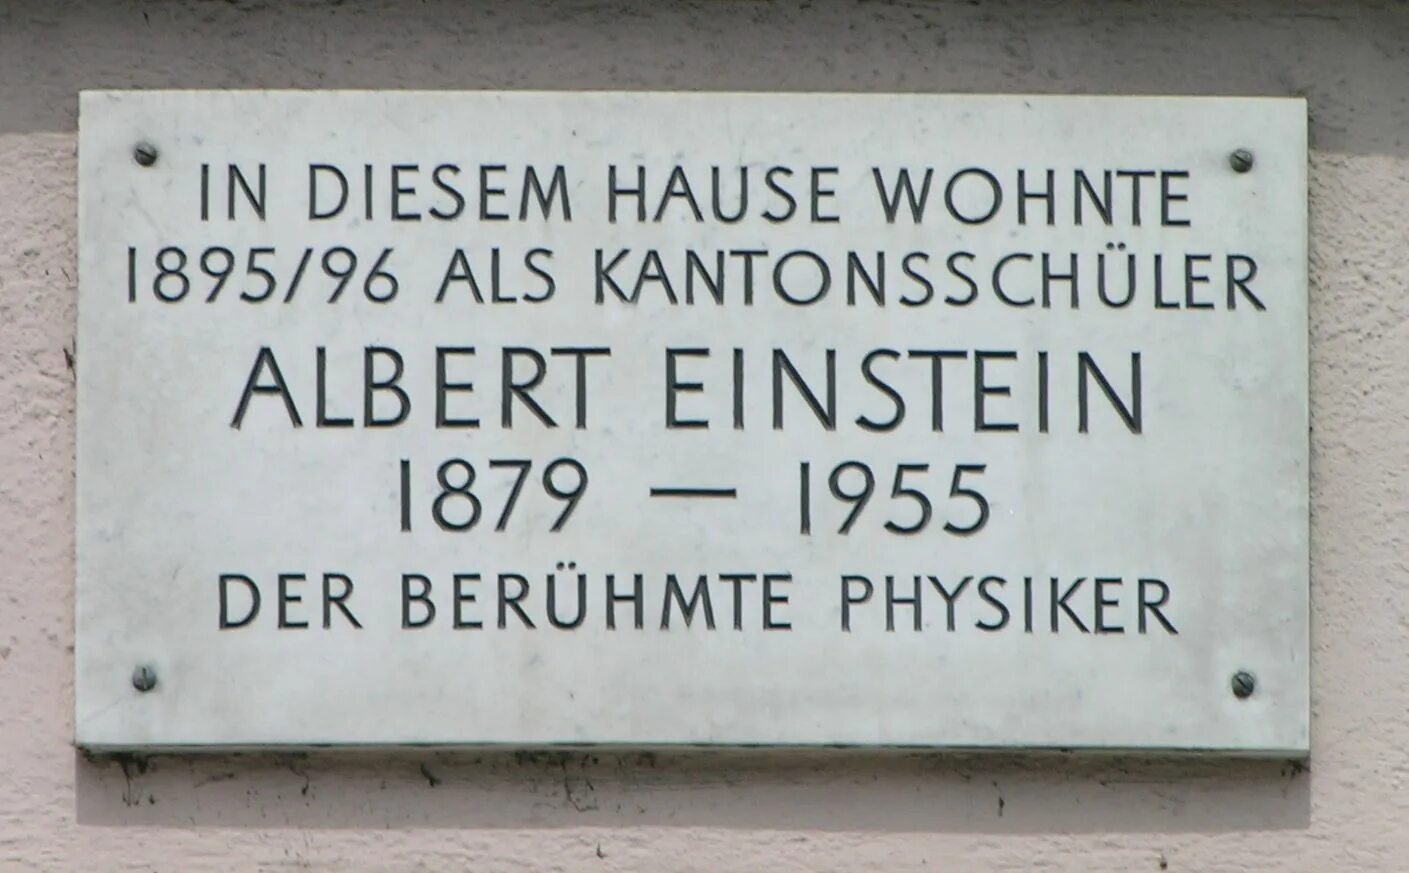 IN DIESEM HAUSE WOHNTE
1895/96 ALS KANTONSSCHÜLER
ALBERT EINSTEIN
1879 — 1955
DER BERÜHMTE PHYSIKER